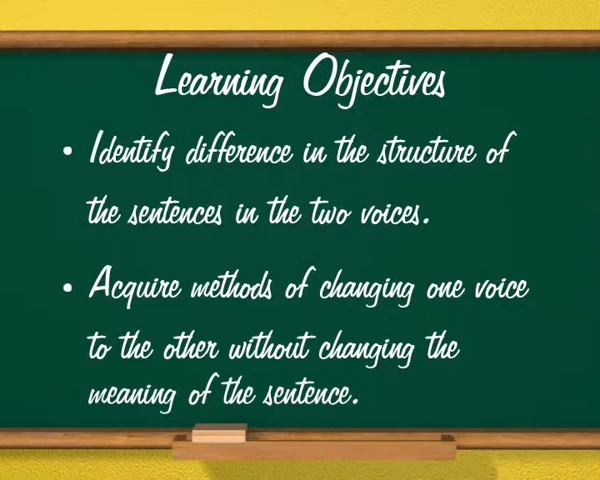 Learning Objectives
• Identify difference in the structure of
the sentences in the two voices.
• Acquire methods of changing one voice
to the other without changing the
meaning of the sentence.